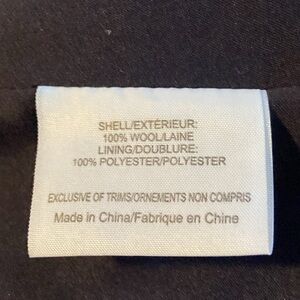 SHELL/EXTÉRIEUR:
100% WOOL/LAINE
LINING/DOUBLURE:
100% POLYESTER/POLYESTER
EXCLUSIVE OF TRIMS/ORNEMENTS NON COMPRIS
Made in China/Fabrique en Chine